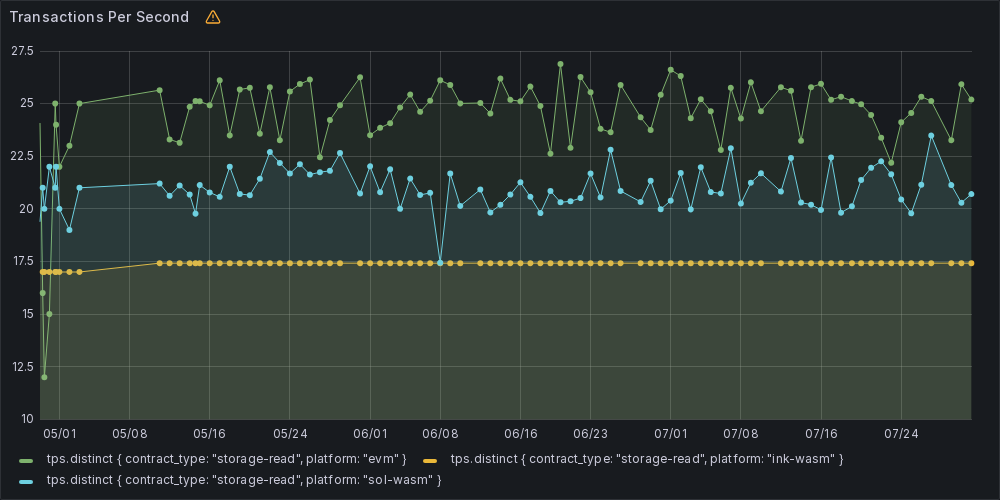 Transactions Per Second
27.5
25
22.5
20
17.5
15
12.5
10
05/01 05/08 05/16 05/24 06/01 06/08 06/16 06/23 07/01 07/08 07/16 07/24
tps.distinct { contract_type: "storage-read", platform: "evm" } tps.distinct { contract_type: "storage-read", platform: "ink-wasm" }
tps.distinct { contract_type: "storage-read", platform: "sol-wasm" }